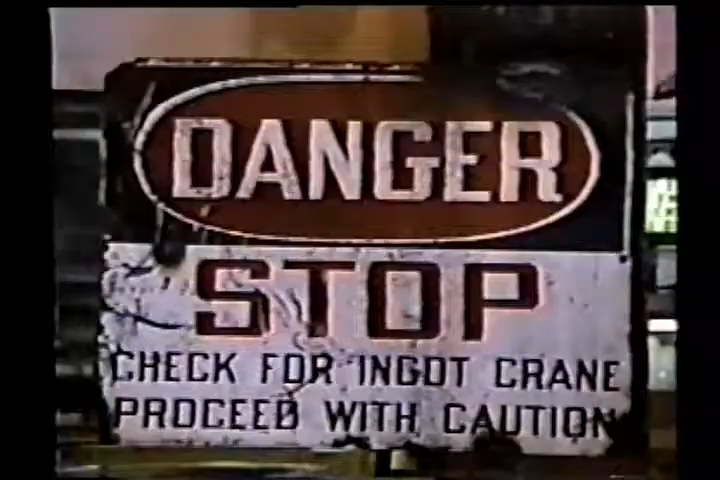 DANGER
STOP
CHECK FOR INGOT CRANE
PROCEED WITH CAUTION